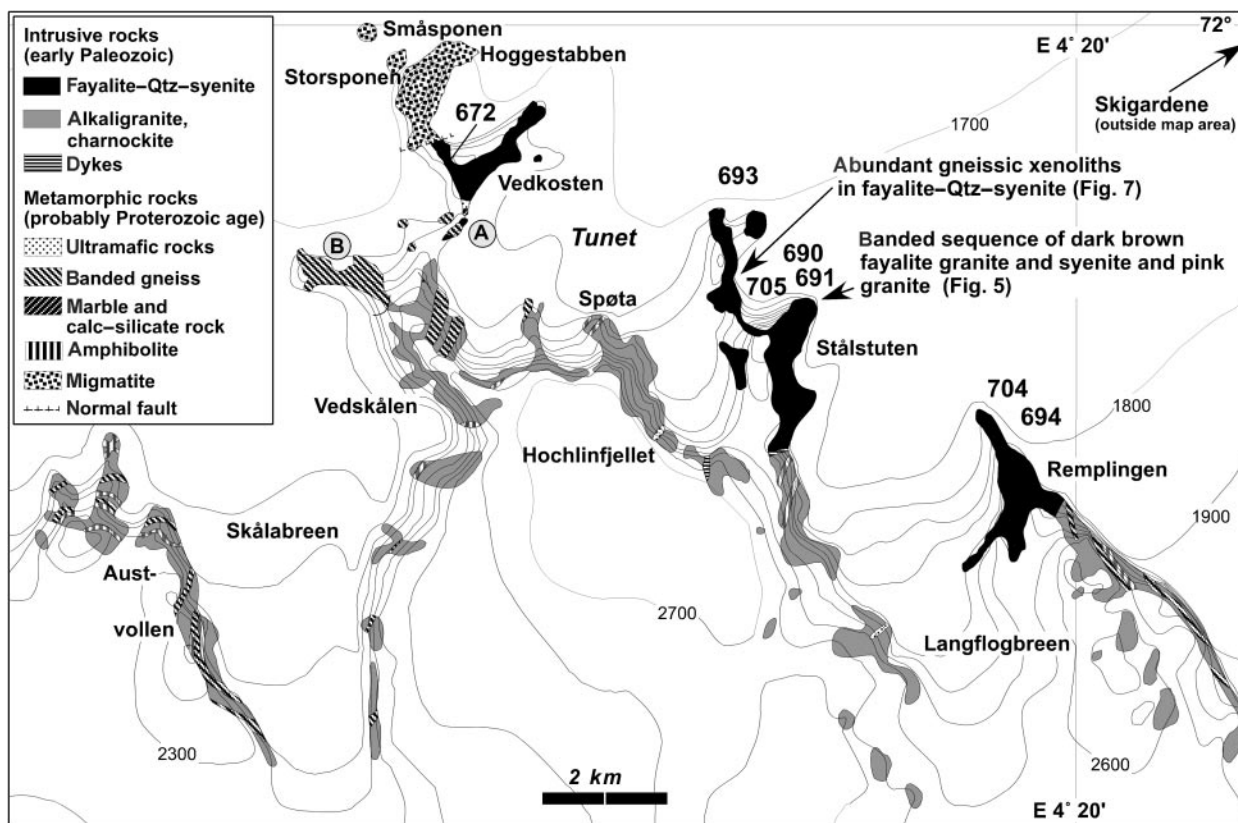 Intrusive rocks
(early Paleozoic)
Fayalite–Qtz–syenite
Alkaligranite,
charnockite
Dykes
Metamorphic rocks
(probably Proterozoic age)
Ultramafic rocks
Banded gneiss
Marble and
calc–silicate rock
Amphibolite
Migmatite
Normal fault
Småsponen
Hoggestabben
Storsponen
672
Vedkosten
A
B
72°
E 4° 20'
Skigardene
(outside map area)
1700
Abundant gneissic xenoliths
in fayalite–Qtz–syenite (Fig. 7)
693
Tunet
690
Banded sequence of dark brown
fayalite granite and syenite and pink
granite (Fig. 5)
705
691
Spøta
Stålstuten
Vedskålen
704
694
1800
Hochlinfjellet
Remplingen
Skålabreen
1900
Aust-
vollen
2700
Langflogbreen
2300
2600
2 km
E 4° 20'